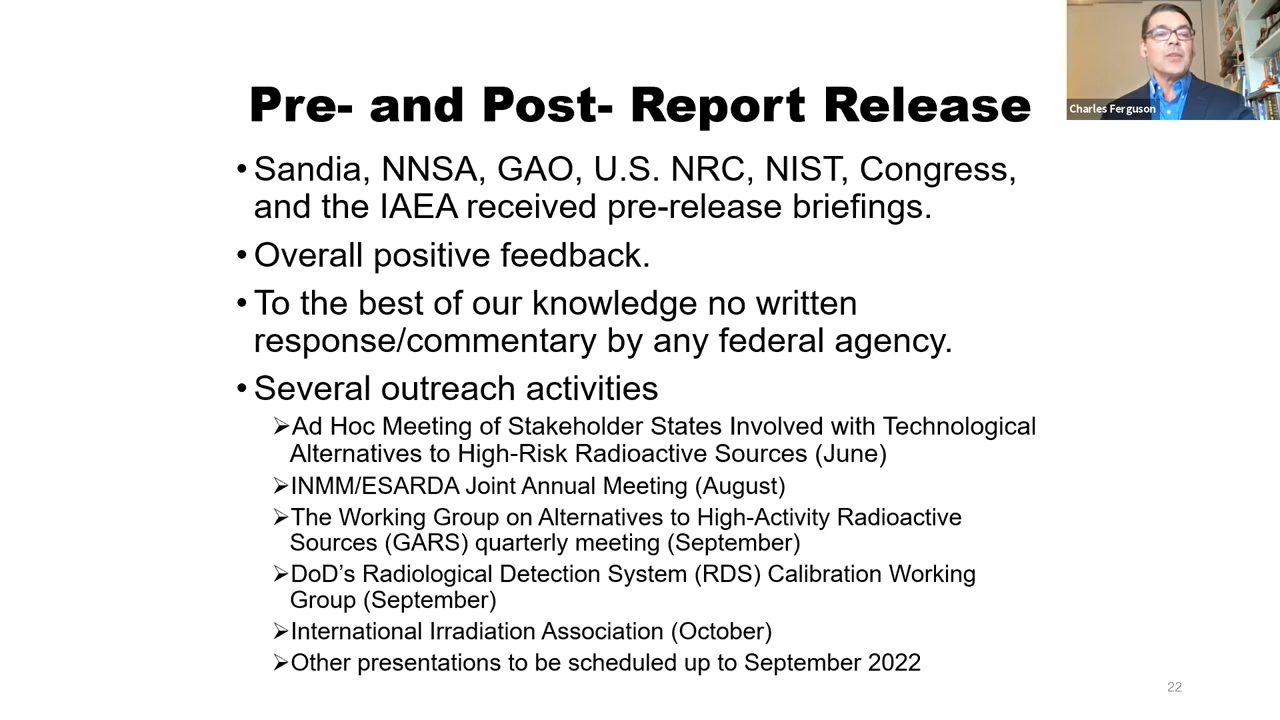 Charles Ferguson
Pre- and Post- Report Release
• Sandia, NNSA, GAO, U.S. NRC, NIST, Congress,
and the IAEA received pre-release briefings.
• Overall positive feedback.
• To the best of our knowledge no written
response/commentary by any federal agency.
• Several outreach activities
➢Ad Hoc Meeting of Stakeholder States Involved with Technological
Alternatives to High-Risk Radioactive Sources (June)
➢INMM/ESARDA Joint Annual Meeting (August)
➢The Working Group on Alternatives to High-Activity Radioactive
Sources (GARS) quarterly meeting (September)
➢DoD’s Radiological Detection System (RDS) Calibration Working
Group (September)
➢International Irradiation Association (October)
➢Other presentations to be scheduled up to September 2022
22